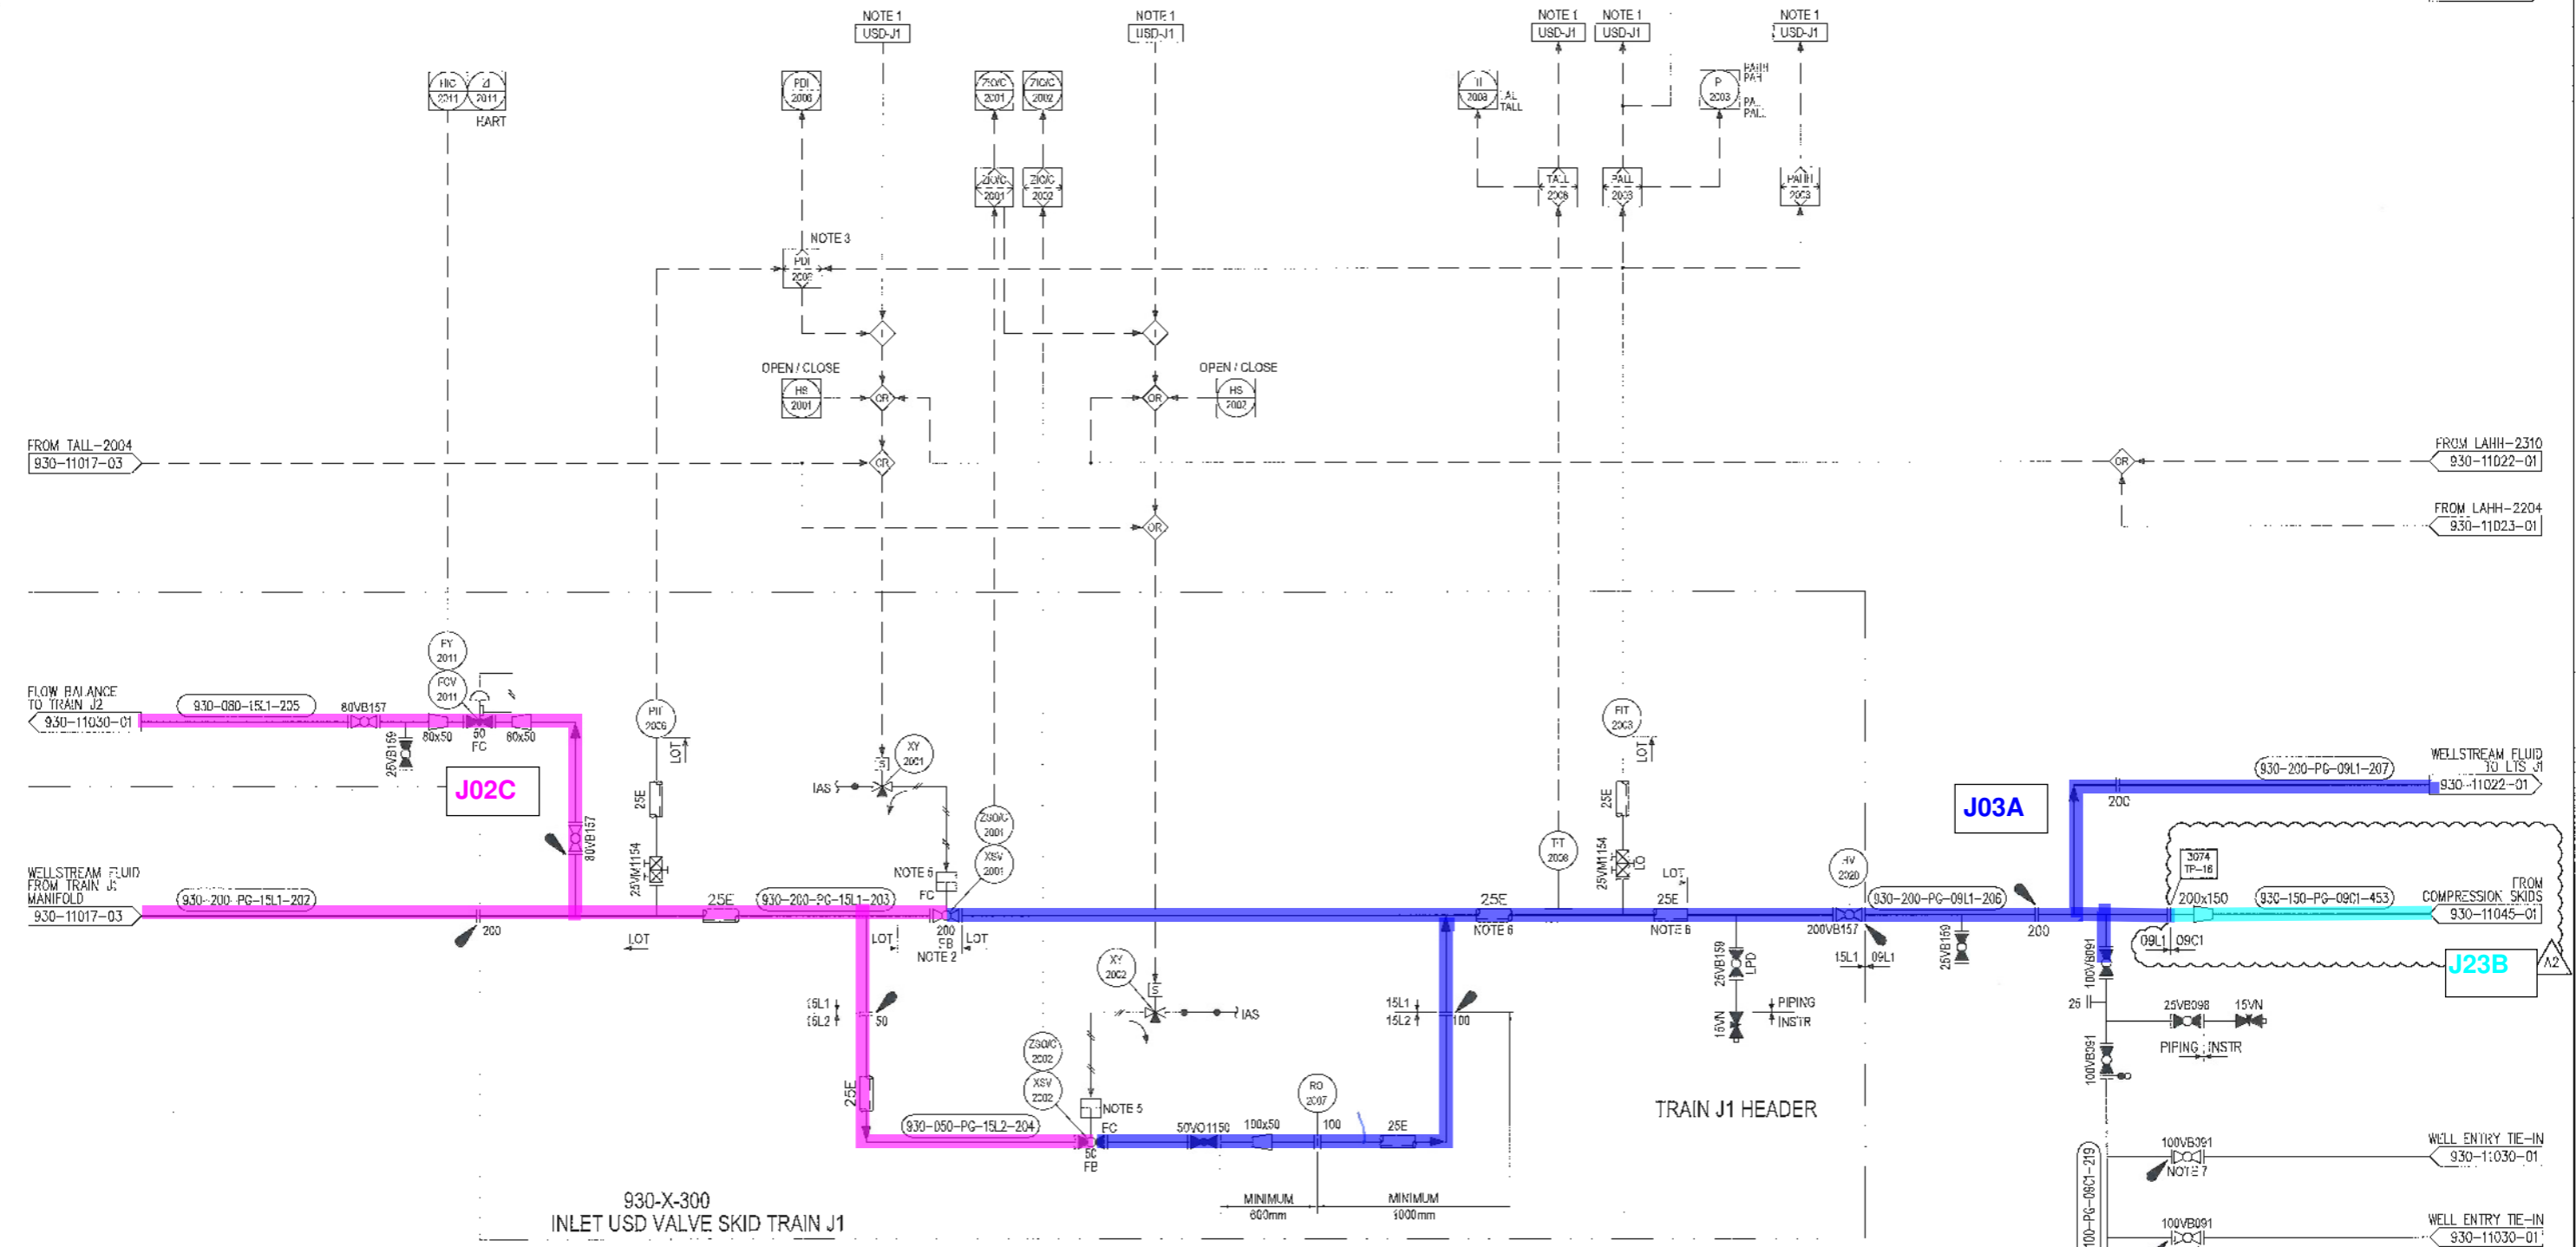 NOTE 1
USD-J1
NOTE 1
USD-J1
NOTE 1
USD-J1
NOTE 1
USD-J1
NOTE 1
USD-J1
HIC
2011
ZI
2011
HART
PDI
2006
ZIO/C
2001
ZIO/C
2002
TI
2008
TALL
P
2003
PAHH
PAH
PALL
ZIO/C
2001
ZIO/C
2002
TALL
2008
PALL
2003
PAHH
2003
NOTE 3
PDI
2006
I
I
OPEN / CLOSE
HS
2001
OR
OPEN / CLOSE
HS
2002
OR
FROM TALL-2004
930-11017-03
OR
OR
OR
FROM LAHH-2310
930-11022-01
FROM LAHH-2204
930-11023-01
FY
2011
FCV
2011
FLOW BALANCE
TO TRAIN J2
930-11030-01
930-080-15L1-205
80VB157
25VB159
80x50
50
FC
80VB157
J02C
PIT
2006
LOT
25E
25VM1154
IAS
S
XY
2001
NOTE 5
FC
ZSO/C
2001
XSV
2001
WELLSTREAM FLUID
FROM TRAIN J1
MANIFOLD
930-11017-03
930-200-PG-15L1-202
200
LOT
25E
930-200-PG-15L1-203
LOT
200
FB
NOTE 2
LOT
15L1
15L2
50
25E
930-050-PG-15L2-204
XY
2002
S
IAS
ZSO/C
2002
XSV
2002
NOTE 5
FC
50
FB
50VO1150
100x50
RO
2007
100
25E
15L1
15L2
100
MINIMUM
600mm
MINIMUM
1000mm
TT
2008
LOT
25E
25VM1154
LO
25E
NOTE 6
LOT
25E
NOTE 6
25VB159
LPD
15VN
PIPING
INSTR
HV
2020
200VB157
15L1
09L1
930-200-PG-09L1-206
25VB159
200
J03A
930-200-PG-09L1-207
200
WELLSTREAM FLUID
TO LTS J1
930-11022-01
3074
TP-16
200x150
930-150-PG-09C1-453
FROM
COMPRESSION SKIDS
930-11045-01
09L1
09C1
J23B
A2
100VB091
25
25VB098
15VN
PIPING
INSTR
100VB091
TRAIN J1 HEADER
100-PG-09C1-219
100VB091
NOTE 7
WELL ENTRY TIE-IN
930-11030-01
100VB091
WELL ENTRY TIE-IN
930-11030-01
930-X-300
INLET USD VALVE SKID TRAIN J1